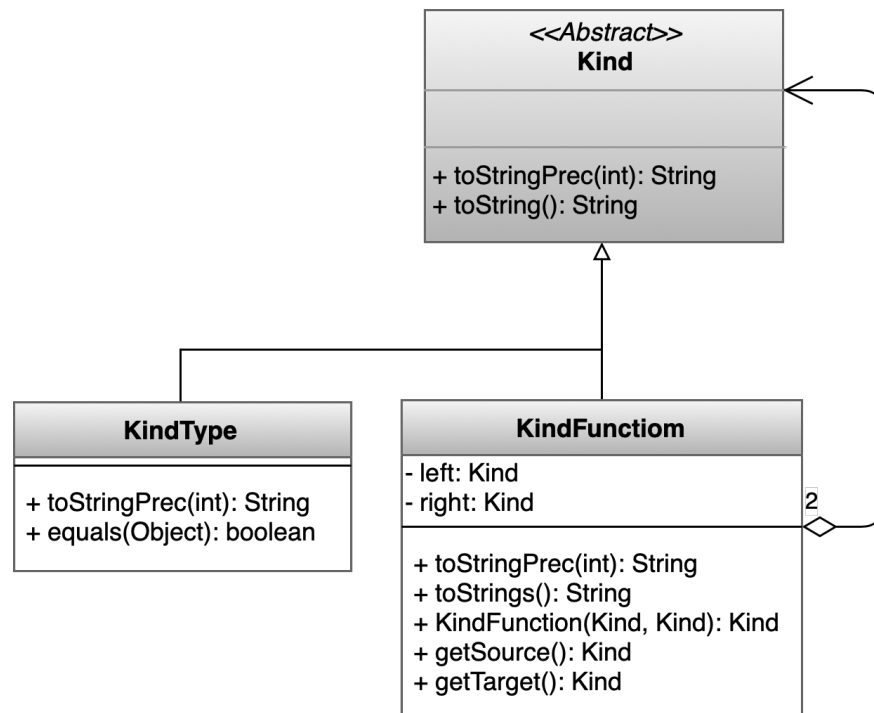 <<Abstract>>
Kind
+ toStringPrec(int): String
+ toString(): String
KindType
+ toStringPrec(int): String
+ equals(Object): boolean
KindFunctiom
- left: Kind
- right: Kind
2
+ toStringPrec(int): String
+ toStrings(): String
+ KindFunction(Kind, Kind): Kind
+ getSource(): Kind
+ getTarget(): Kind